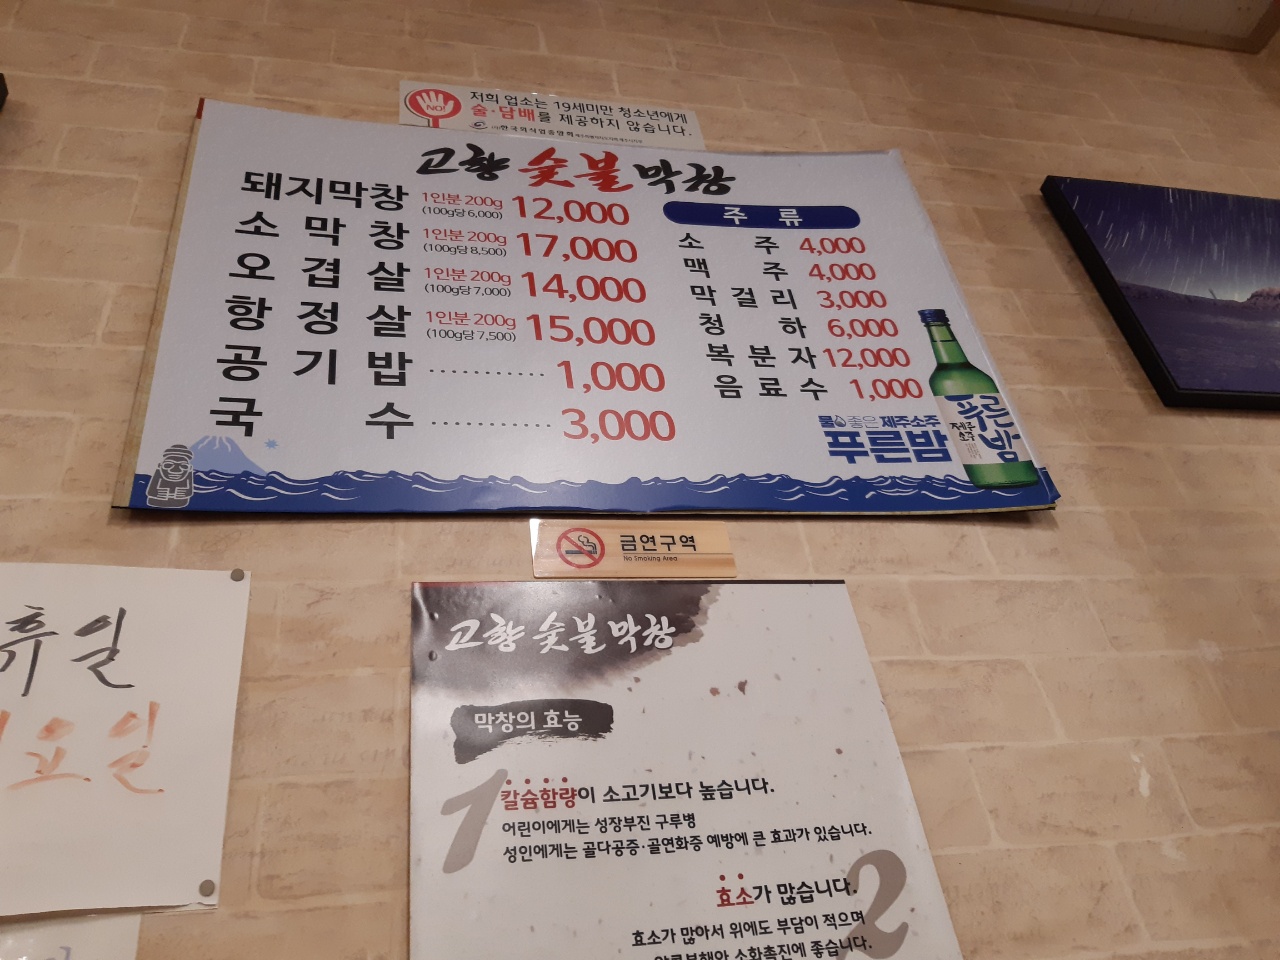 NO!
저희 업소는 19세미만 청소년에게
술·담배를 제공하지 않습니다.
고향 숯불막창
돼지막창 1인분 200g (100g당 6,000) 12,000
소막창 1인분 200g (100g당 8,500) 17,000
오겹살 1인분 200g (100g당 7,000) 14,000
항정살 1인분 200g (100g당 7,500) 15,000
공기밥 ············ 1,000
국수 ············ 3,000
주류
소주 4,000
맥주 4,000
막걸리 3,000
청하 6,000
복분자 12,000
음료수 1,000
물 좋은 제주소주
푸른밤
푸른밤
금연구역
No Smoking Area
휴일
요일
고향 숯불막창
막창의 효능
1
칼슘함량이 소고기보다 높습니다.
어린이에게는 성장부진 구루병
성인에게는 골다공증·골연화증 예방에 큰 효과가 있습니다.
2
효소가 많습니다.
효소가 많아서 위에도 부담이 적으며
소화촉진에 좋습니다.